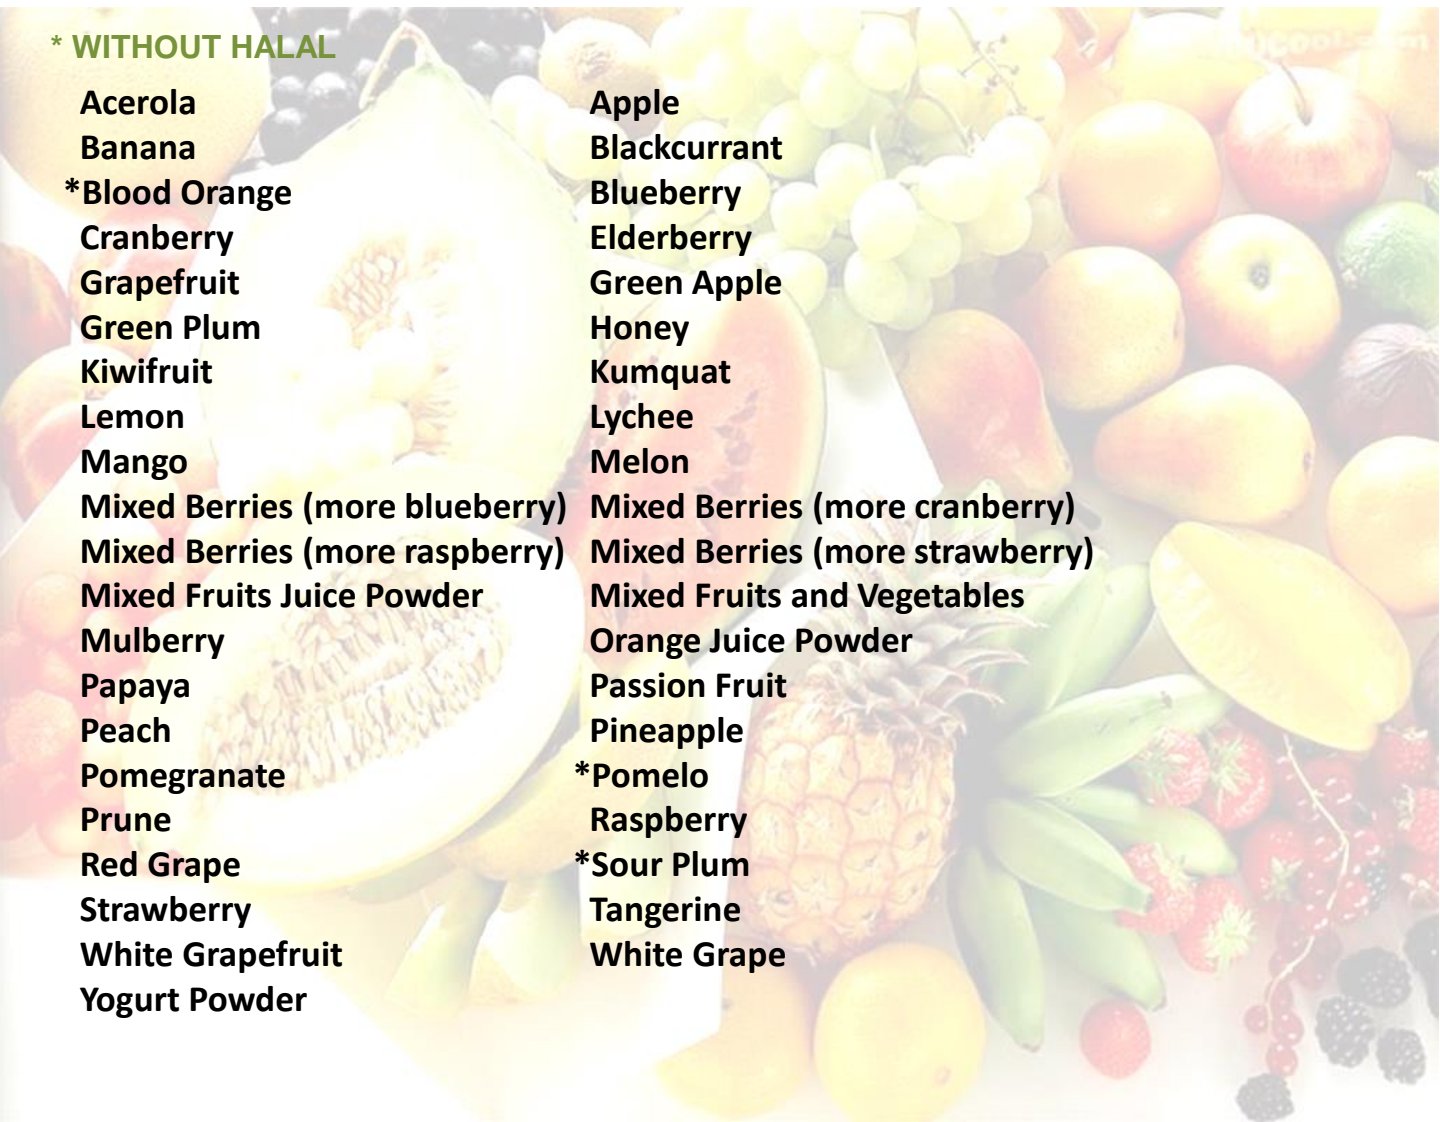 * WITHOUT HALAL
Acerola Apple
Banana Blackcurrant
*Blood Orange Blueberry
Cranberry Elderberry
Grapefruit Green Apple
Green Plum Honey
Kiwifruit Kumquat
Lemon Lychee
Mango Melon
Mixed Berries (more blueberry) Mixed Berries (more cranberry)
Mixed Berries (more raspberry) Mixed Berries (more strawberry)
Mixed Fruits Juice Powder Mixed Fruits and Vegetables
Mulberry Orange Juice Powder
Papaya Passion Fruit
Peach Pineapple
Pomegranate *Pomelo
Prune Raspberry
Red Grape *Sour Plum
Strawberry Tangerine
White Grapefruit White Grape
Yogurt Powder